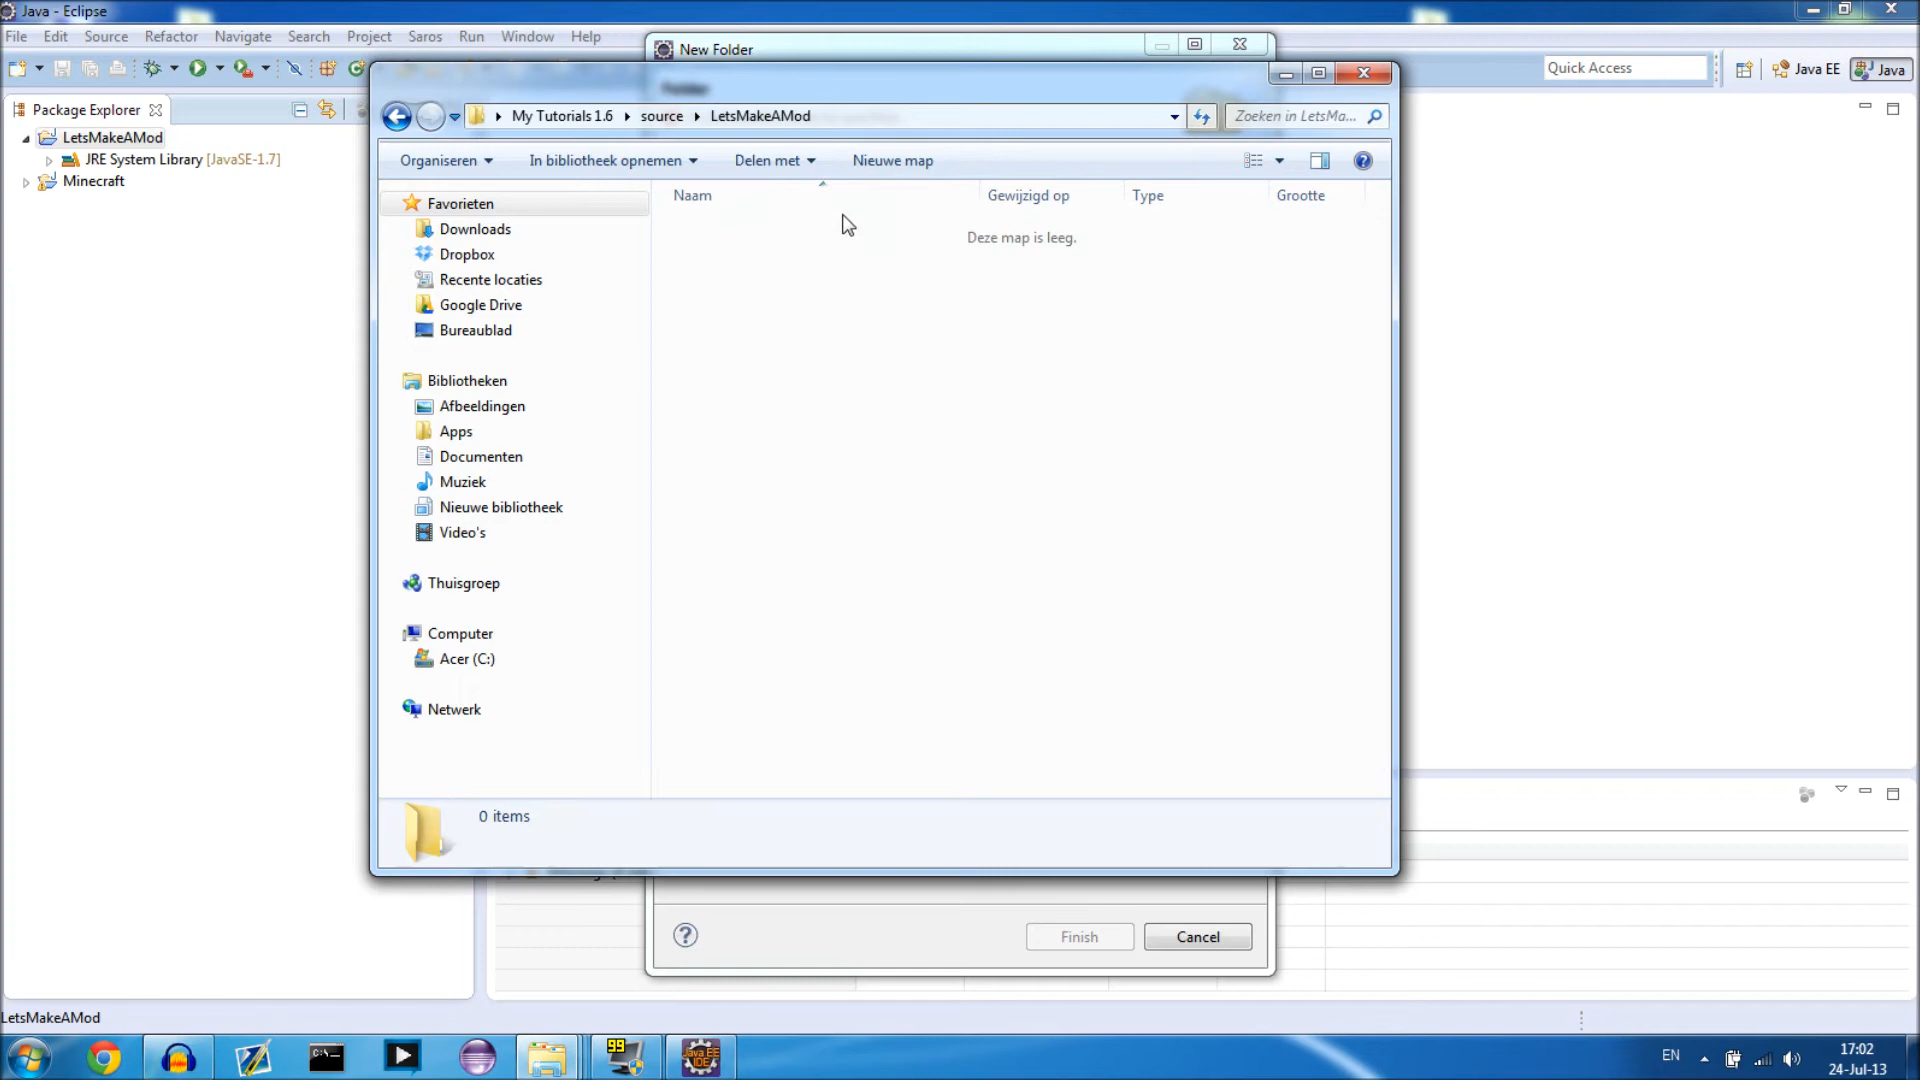 Java - Eclipse
File Edit Source Refactor Navigate Search Project Saros Run Window Help
New Folder
Quick Access
Java EE
Java
Package Explorer
LetsMakeAMod
JRE System Library [JavaSE-1.7]
Minecraft
My Tutorials 1.6 source LetsMakeAMod
Zoeken in LetsMa...
Organiseren
In bibliotheek opnemen
Delen met
Nieuwe map
Naam
Gewijzigd op
Type
Grootte
Deze map is leeg.
Favorieten
Downloads
Dropbox
Recente locaties
Google Drive
Bureaublad
Bibliotheken
Afbeeldingen
Apps
Documenten
Muziek
Nieuwe bibliotheek
Video's
Thuisgroep
Computer
Acer (C:)
Netwerk
0 items
Finish
Cancel
LetsMakeAMod
C:\
99
Java EE
IDE
EN
17:02
24-Jul-13